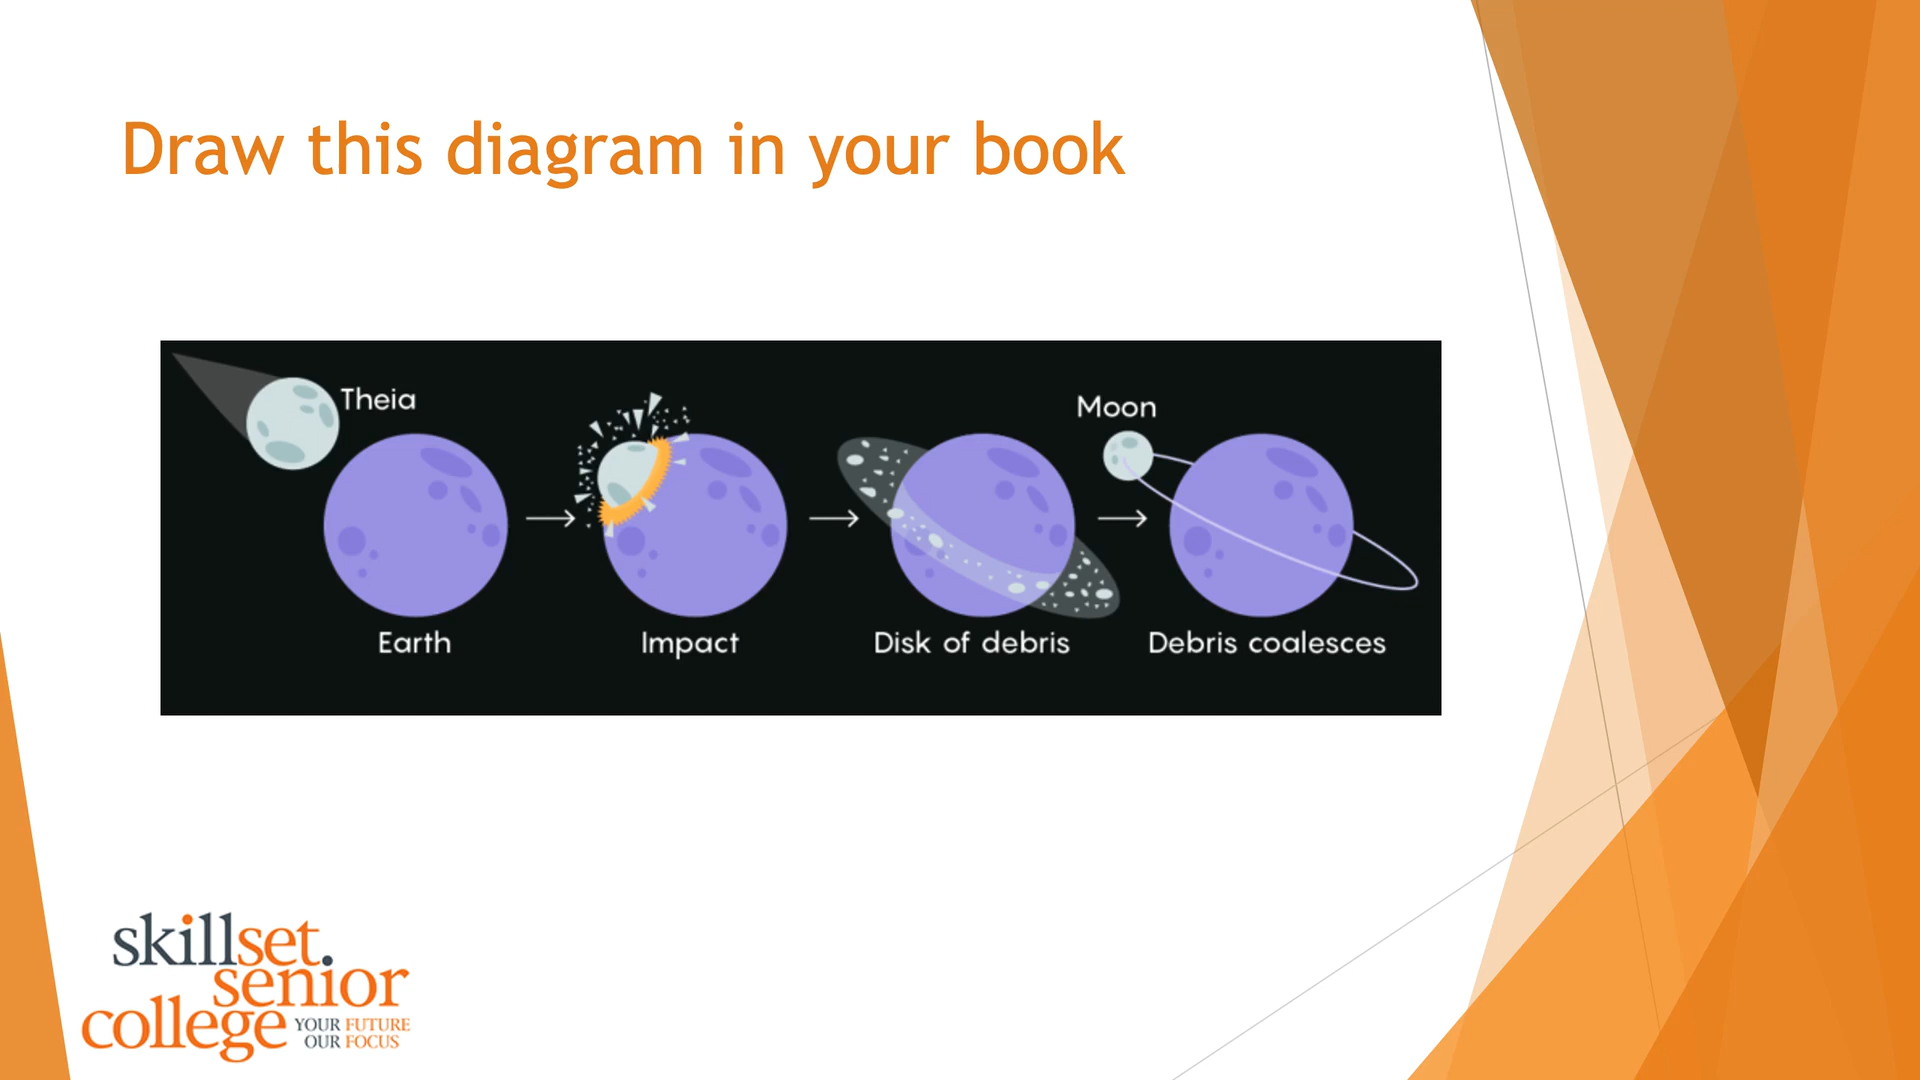 Draw this diagram in your book
Theia
Moon
Earth
Impact
Disk of debris
Debris coalesces
skillset.
senior
college
YOUR FUTURE
OUR FOCUS